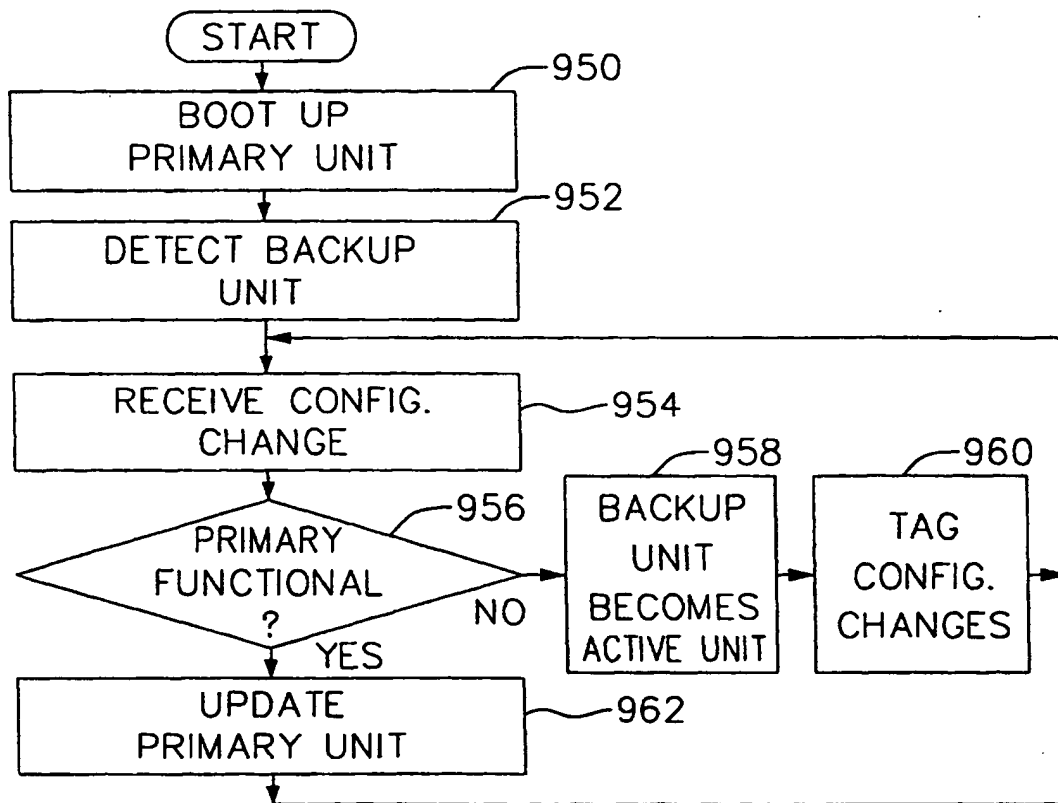 START
950
BOOT UP
PRIMARY UNIT
952
DETECT BACKUP
UNIT
RECEIVE CONFIG.
CHANGE
954
956
PRIMARY
FUNCTIONAL
?
NO
YES
958
BACKUP
UNIT
BECOMES
ACTIVE UNIT
960
TAG
CONFIG.
CHANGES
UPDATE
PRIMARY UNIT
962